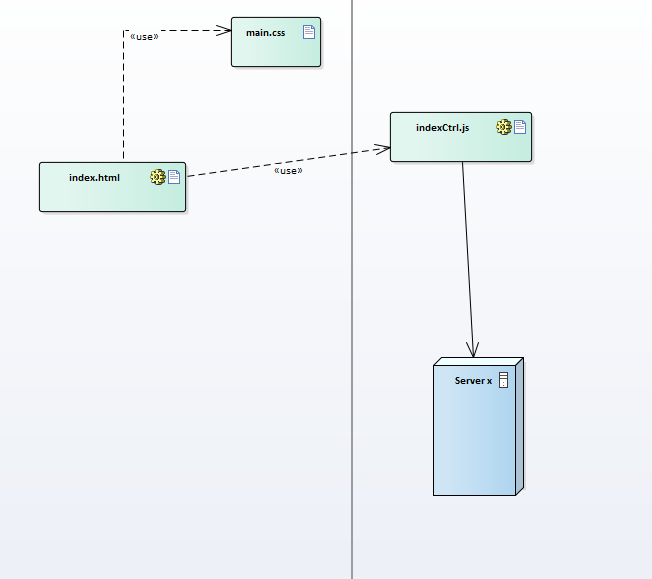 main.css
«use»
indexCtrl.js
index.html
«use»
Server x